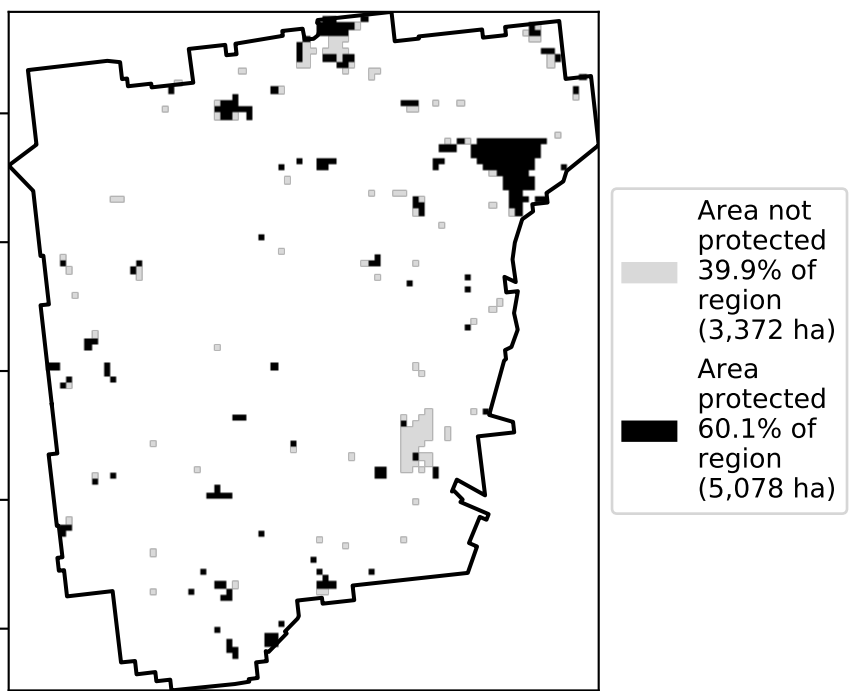 Area not
protected
39.9% of
region
(3,372 ha)
Area
protected
60.1% of
region
(5,078 ha)